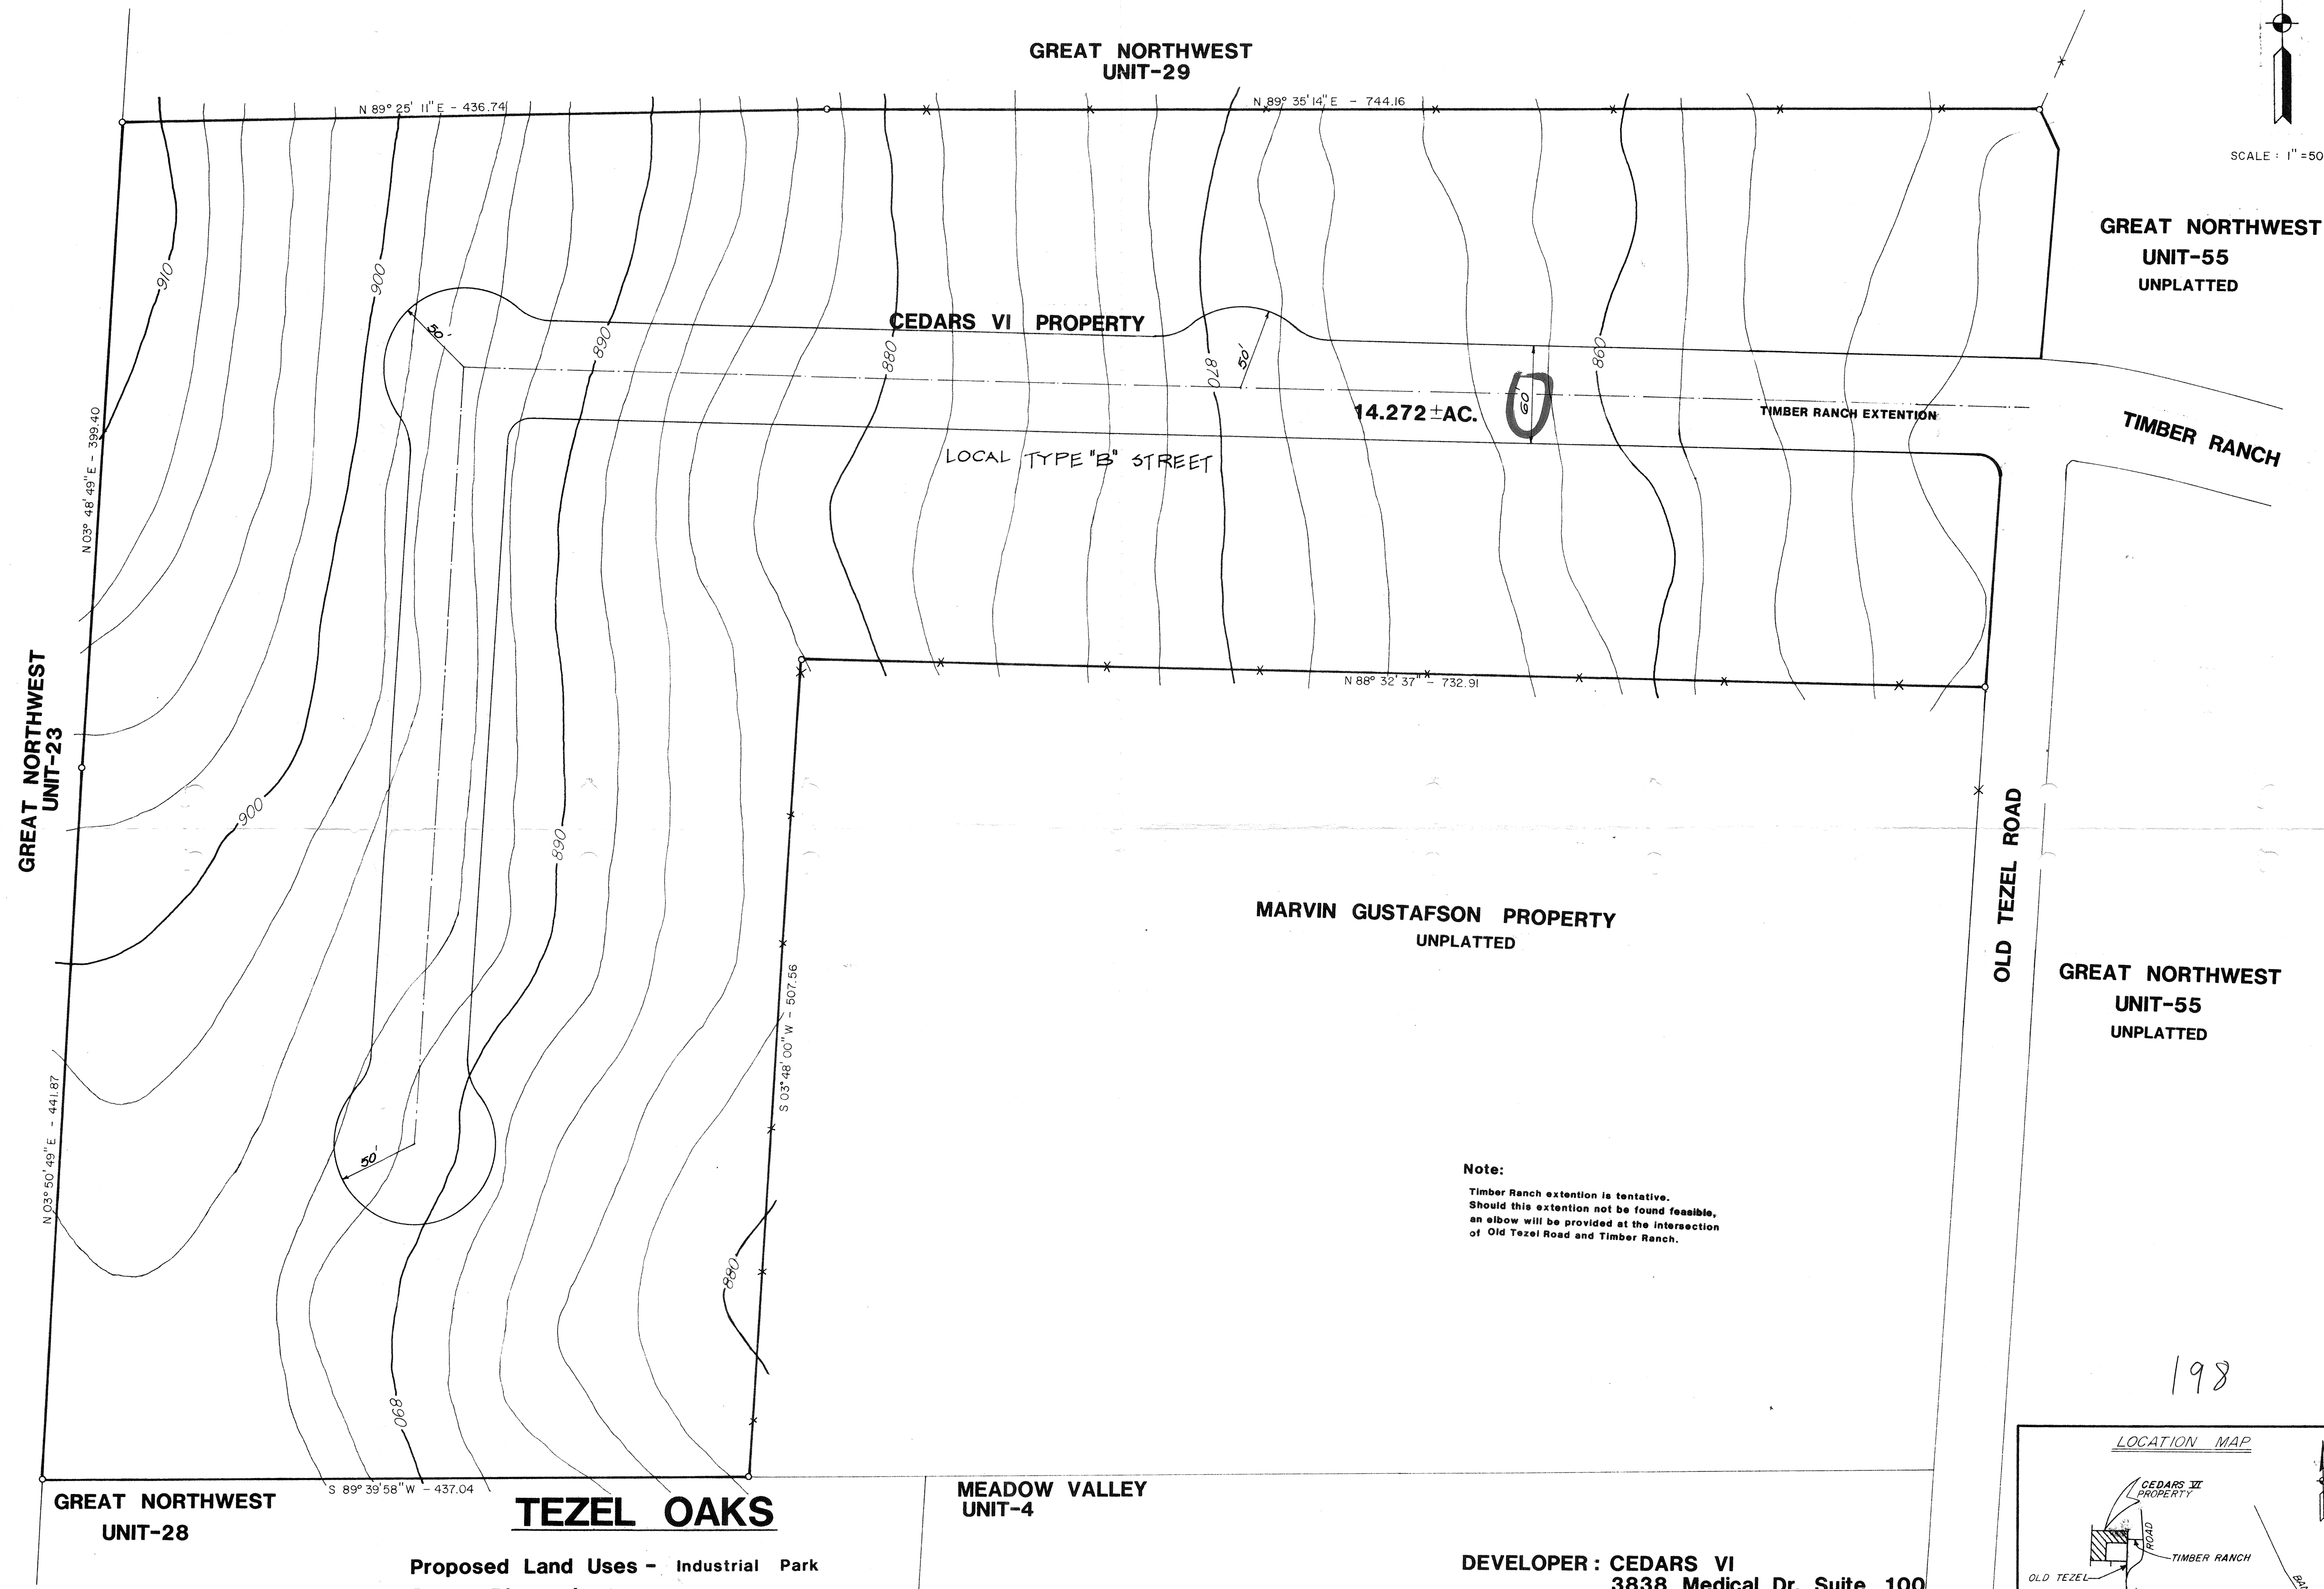 GREAT NORTHWEST
UNIT-29
N 89° 25' 11" E - 436.74
N 89° 35' 14" E - 744.16
SCALE : 1" = 50
GREAT NORTHWEST
UNIT-55
UNPLATTED
910
900
890
880
870
860
50'
CEDARS VI PROPERTY
50'
60'
14.272 ± AC.
TIMBER RANCH EXTENTION
TIMBER RANCH
LOCAL TYPE "B" STREET
N 03° 48' 49" E - 399.40
GREAT NORTHWEST
UNIT-23
N 88° 32' 37" - 732.91
900
890
S 03° 48' 00" W - 507.56
MARVIN GUSTAFSON PROPERTY
UNPLATTED
OLD TEZEL ROAD
GREAT NORTHWEST
UNIT-55
UNPLATTED
N 03° 50' 49" E - 441.87
50'
Note:
Timber Ranch extention is tentative.
Should this extention not be found feasible,
an elbow will be provided at the intersection
of Old Tezel Road and Timber Ranch.
880
890
198
S 89° 39' 58" W - 437.04
GREAT NORTHWEST
UNIT-28
TEZEL OAKS
MEADOW VALLEY
UNIT-4
Proposed Land Uses - Industrial Park
DEVELOPER : CEDARS VI
3838 Medical Dr. Suite 100
LOCATION MAP
CEDARS VI
PROPERTY
ROAD
TIMBER RANCH
OLD TEZEL